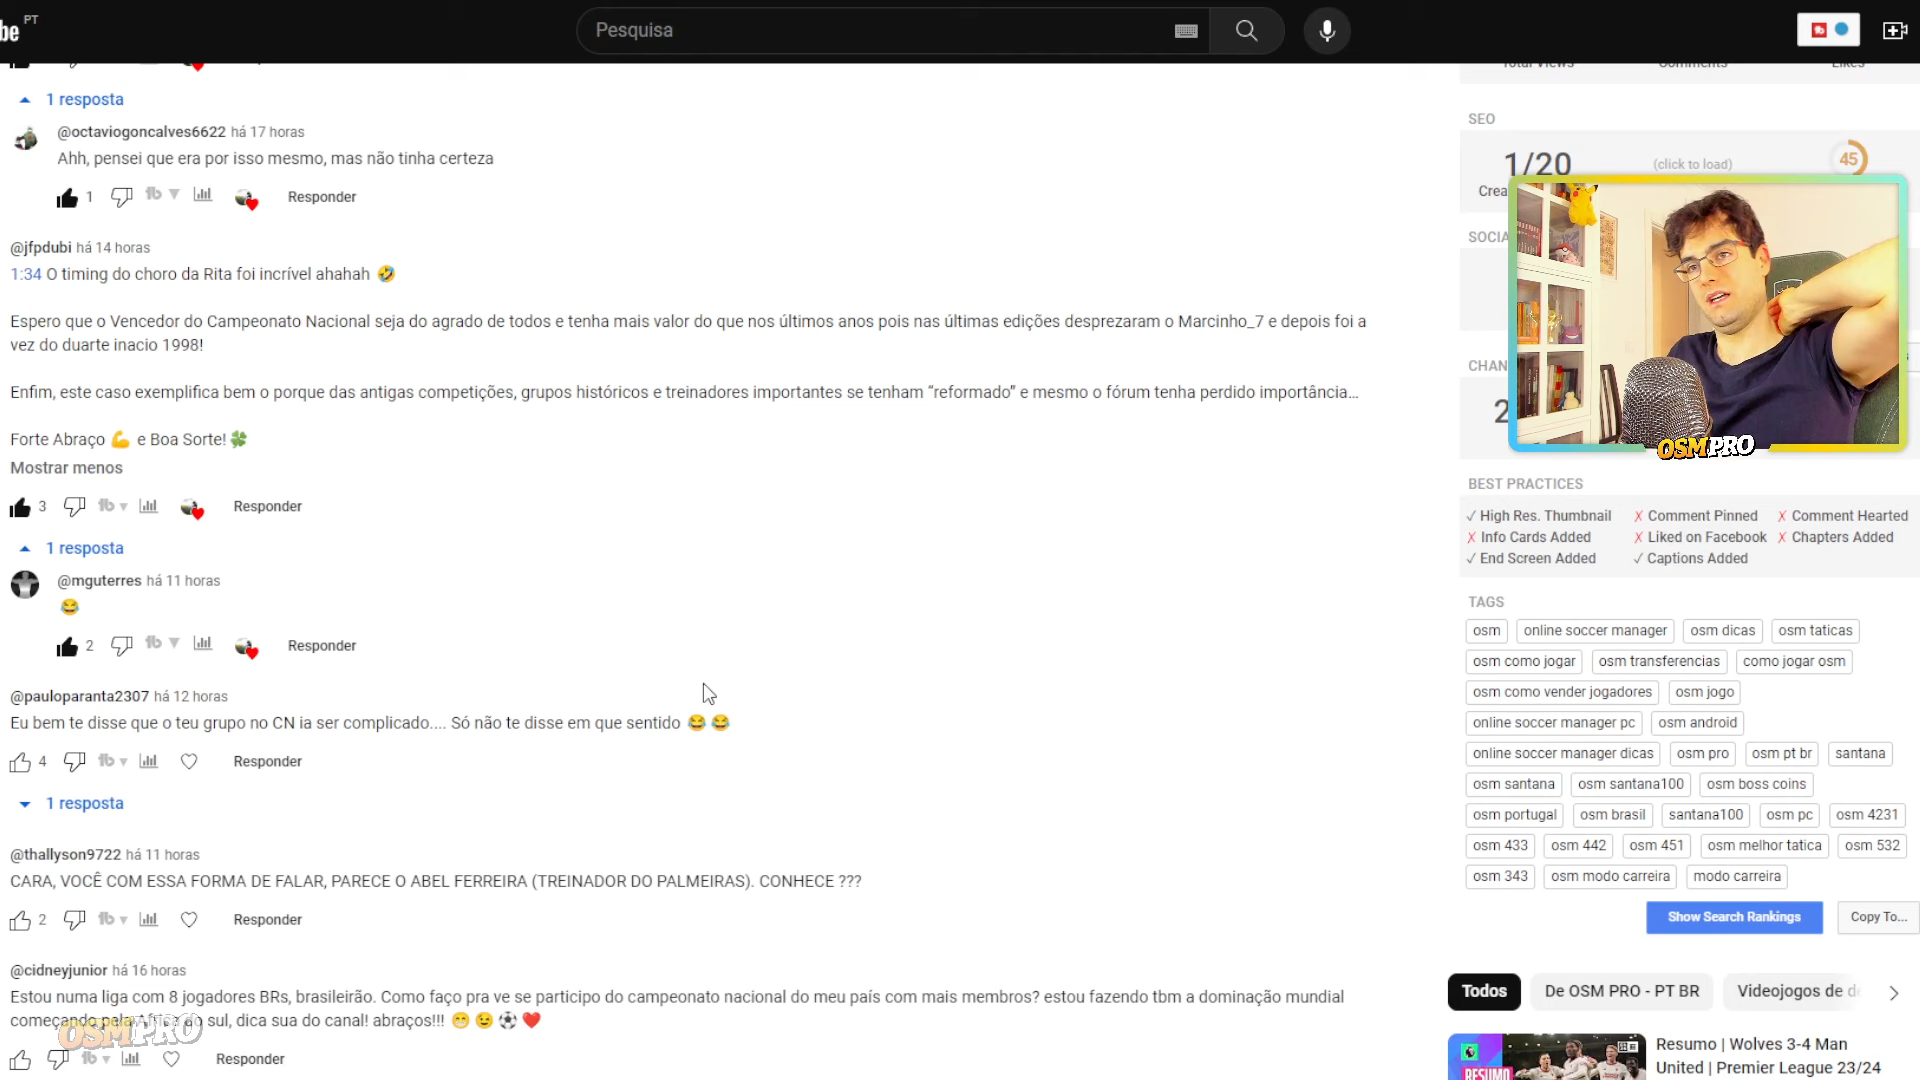 be PT
Pesquisa
Total Views Comments Likes
1 resposta
@octaviogoncalves6622 há 17 horas
Ahh, pensei que era por isso mesmo, mas não tinha certeza
1 Responder
@jfpdubi há 14 horas
1:34 O timing do choro da Rita foi incrível ahahah 🤣
Espero que o Vencedor do Campeonato Nacional seja do agrado de todos e tenha mais valor do que nos últimos anos pois nas últimas edições desprezaram o Marcinho_7 e depois foi a
vez do duarte inacio 1998!
Enfim, este caso exemplifica bem o porque das antigas competições, grupos históricos e treinadores importantes se tenham “reformado” e mesmo o fórum tenha perdido importância...
Forte Abraço 💪 e Boa Sorte! 🍀
Mostrar menos
3 Responder
1 resposta
@mguterres há 11 horas
😂
2 Responder
@pauloparanta2307 há 12 horas
Eu bem te disse que o teu grupo no CN ia ser complicado.... Só não te disse em que sentido 😂 😂
4 Responder
1 resposta
@thallyson9722 há 11 horas
CARA, VOCÊ COM ESSA FORMA DE FALAR, PARECE O ABEL FERREIRA (TREINADOR DO PALMEIRAS). CONHECE ???
2 Responder
@cidneyjunior há 16 horas
Estou numa liga com 8 jogadores BRs, brasileirão. Como faço pra ve se participo do campeonato nacional do meu país com mais membros? estou fazendo tbm a dominação mundial
começando pela Africa do sul, dica sua do canal! abraços!!! 😁 😉 ⚽ ❤️
OSMPRO
Responder
SEO
1/20 (click to load) 45
OSMPRO
BEST PRACTICES
✓ High Res. Thumbnail ✗ Comment Pinned ✗ Comment Hearted
✗ Info Cards Added ✗ Liked on Facebook ✗ Chapters Added
✓ End Screen Added ✓ Captions Added
TAGS
osm online soccer manager osm dicas osm taticas
osm como jogar osm transferencias como jogar osm
osm como vender jogadores osm jogo
online soccer manager pc osm android
online soccer manager dicas osm pro osm pt br santana
osm santana osm santana100 osm boss coins
osm portugal osm brasil santana100 osm pc osm 4231
osm 433 osm 442 osm 451 osm melhor tatica osm 532
osm 343 osm modo carreira modo carreira
Show Search Rankings Copy To...
Todos De OSM PRO - PT BR Videojogos de de
RESUMO
Resumo | Wolves 3-4 Man
United | Premier League 23/24